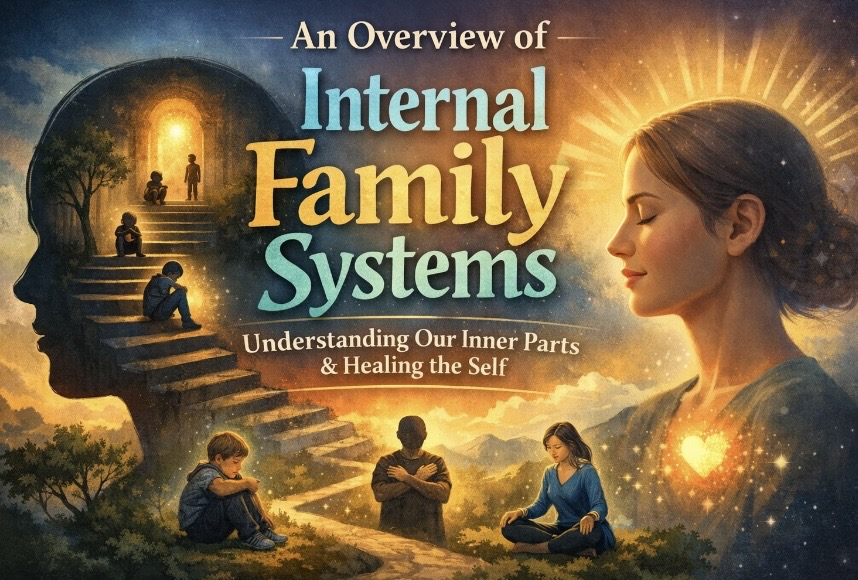 An Overview of
Internal
Family
Systems
Understanding Our Inner Parts
& Healing the Self